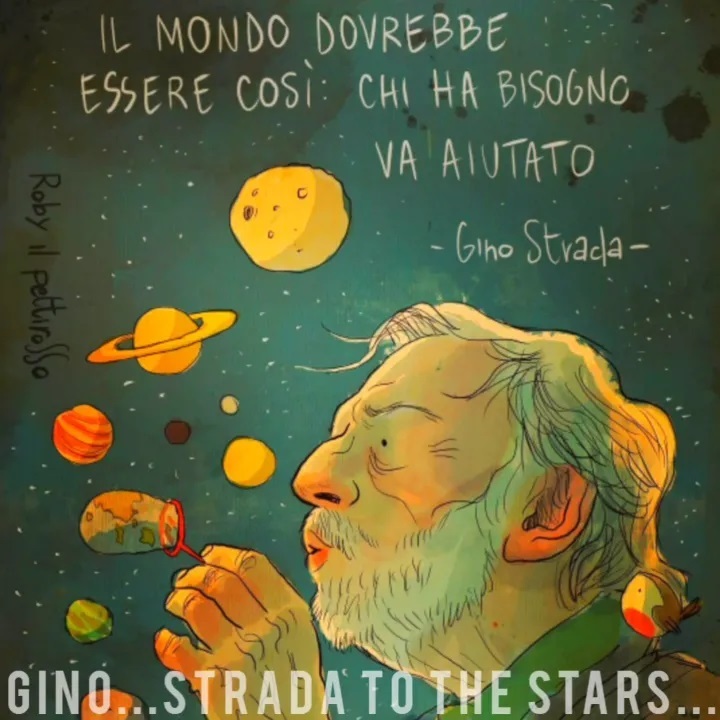 IL MONDO DOVREBBE
ESSERE COSÌ: CHI HA BISOGNO
VA AIUTATO
- Gino Strada -
Roby il pettirosso
GINO...STRADA TO THE STARS...